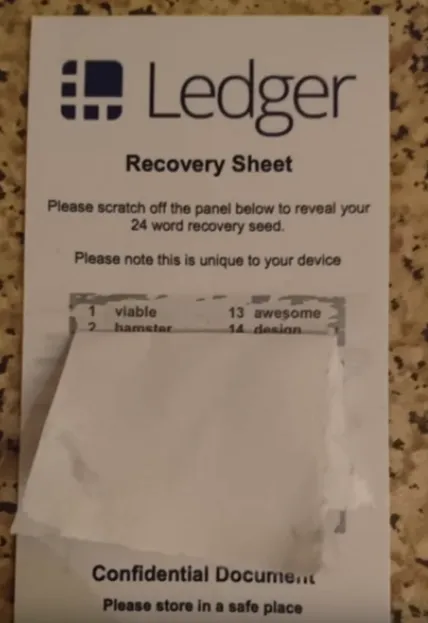 Ledger
Recovery Sheet
Please scratch off the panel below to reveal your
24 word recovery seed.
Please note this is unique to your device
1 viable 13 awesome
2 hamster 14 design
Confidential Document
Please store in a safe place